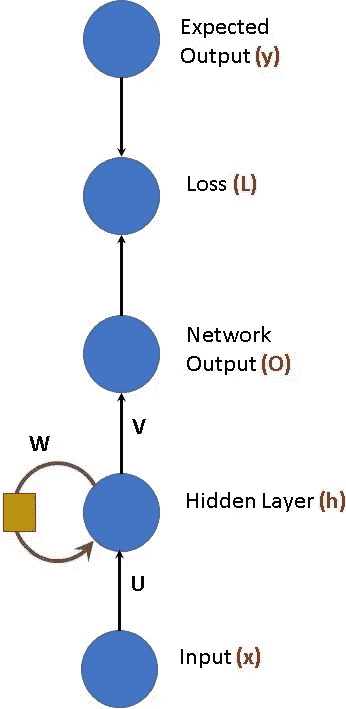 Expected
Output (y)
Loss (L)
Network
Output (O)
V
W
Hidden Layer (h)
U
Input (x)